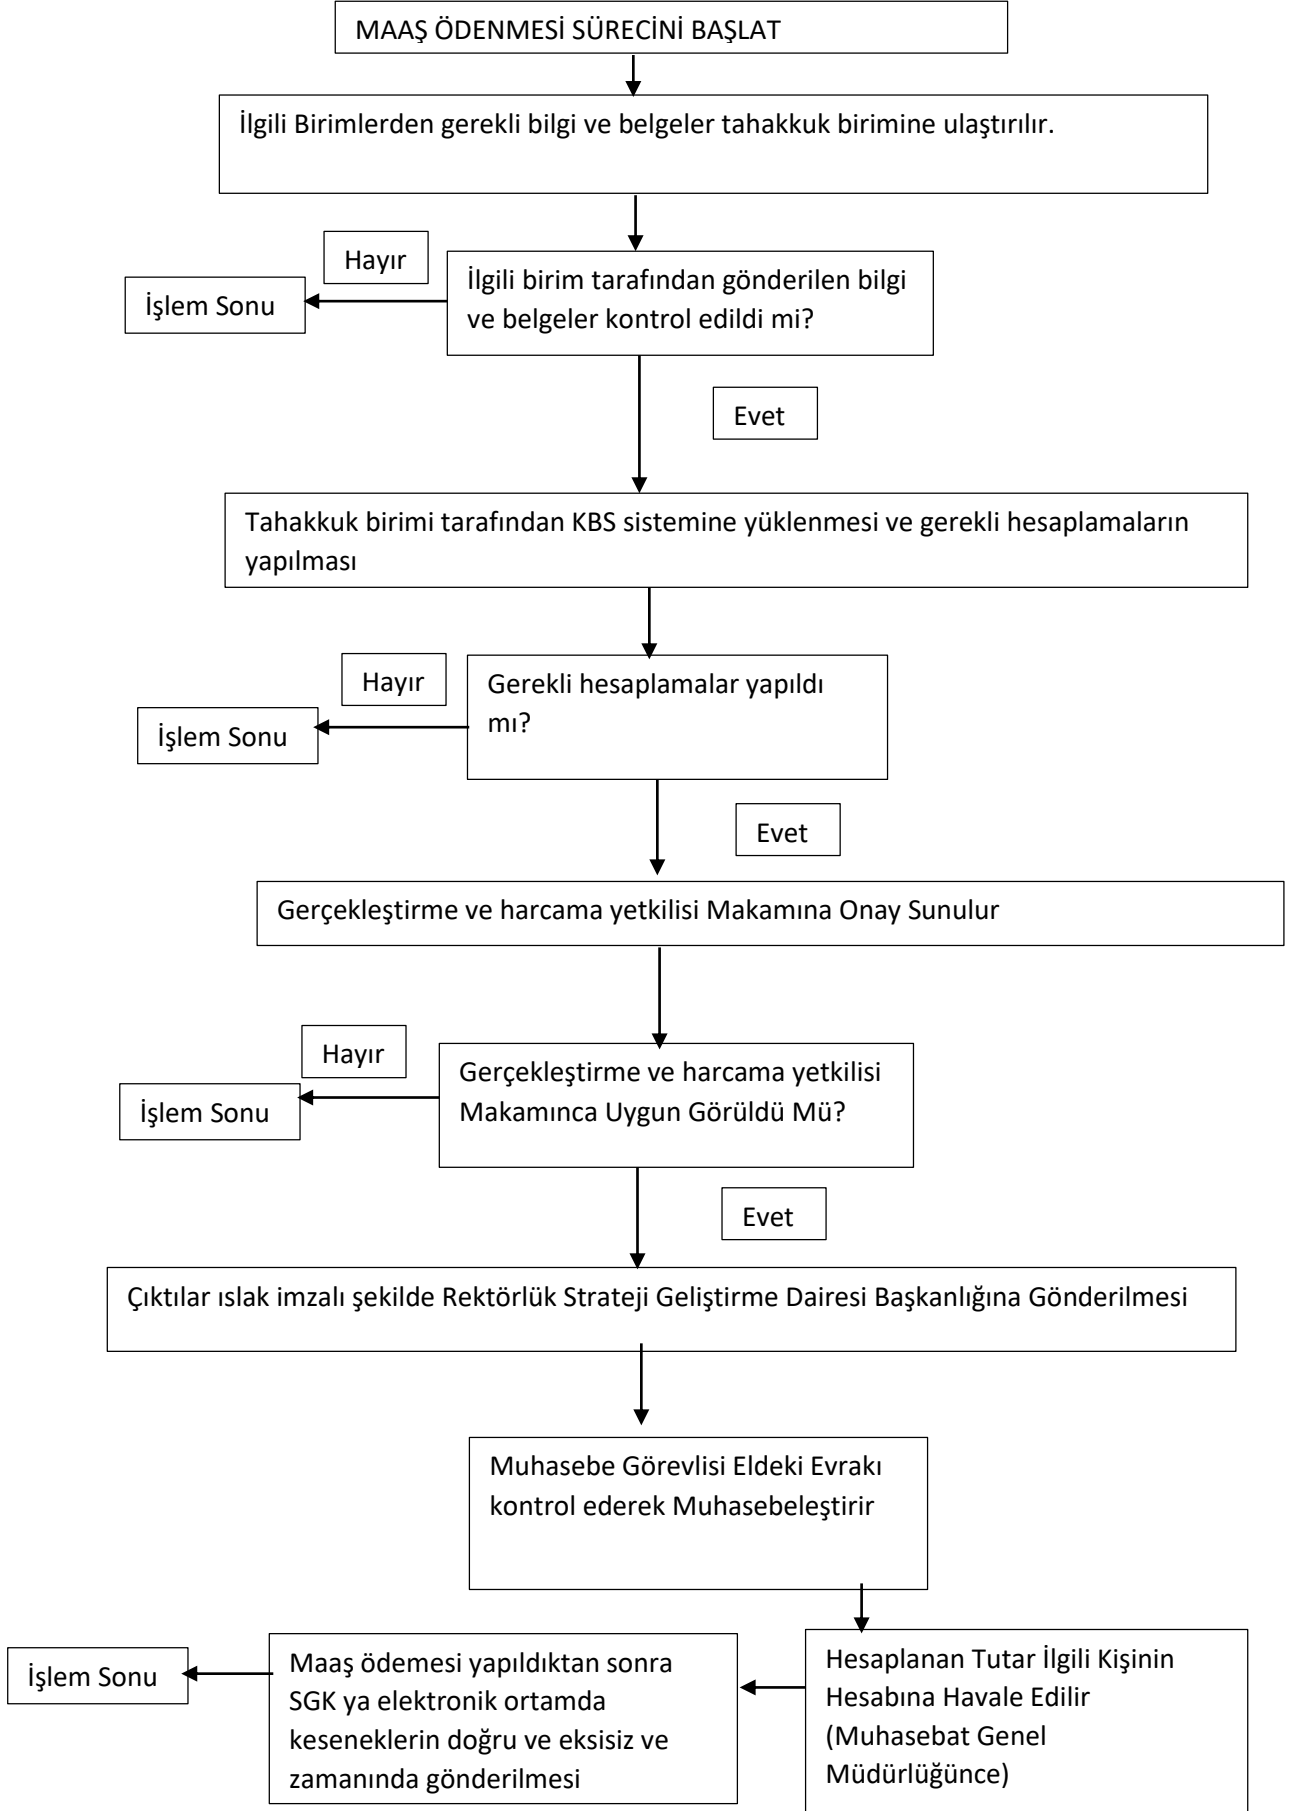 MAAŞ ÖDENMESİ SÜRECİNİ BAŞLAT
İlgili Birimlerden gerekli bilgi ve belgeler tahakkuk birimine ulaştırılır.
Hayır
İşlem Sonu
İlgili birim tarafından gönderilen bilgi
ve belgeler kontrol edildi mi?
Evet
Tahakkuk birimi tarafından KBS sistemine yüklenmesi ve gerekli hesaplamaların
yapılması
Hayır
İşlem Sonu
Gerekli hesaplamalar yapıldı
mı?
Evet
Gerçekleştirme ve harcama yetkilisi Makamına Onay Sunulur
Hayır
İşlem Sonu
Gerçekleştirme ve harcama yetkilisi
Makamınca Uygun Görüldü Mü?
Evet
Çıktılar ıslak imzalı şekilde Rektörlük Strateji Geliştirme Dairesi Başkanlığına Gönderilmesi
Muhasebe Görevlisi Eldeki Evrakı
kontrol ederek Muhasebeleştirir
Hesaplanan Tutar İlgili Kişinin
Hesabına Havale Edilir
(Muhasebat Genel
Müdürlüğünce)
Maaş ödemesi yapıldıktan sonra
SGK ya elektronik ortamda
keseneklerin doğru ve eksisiz ve
zamanında gönderilmesi
İşlem Sonu